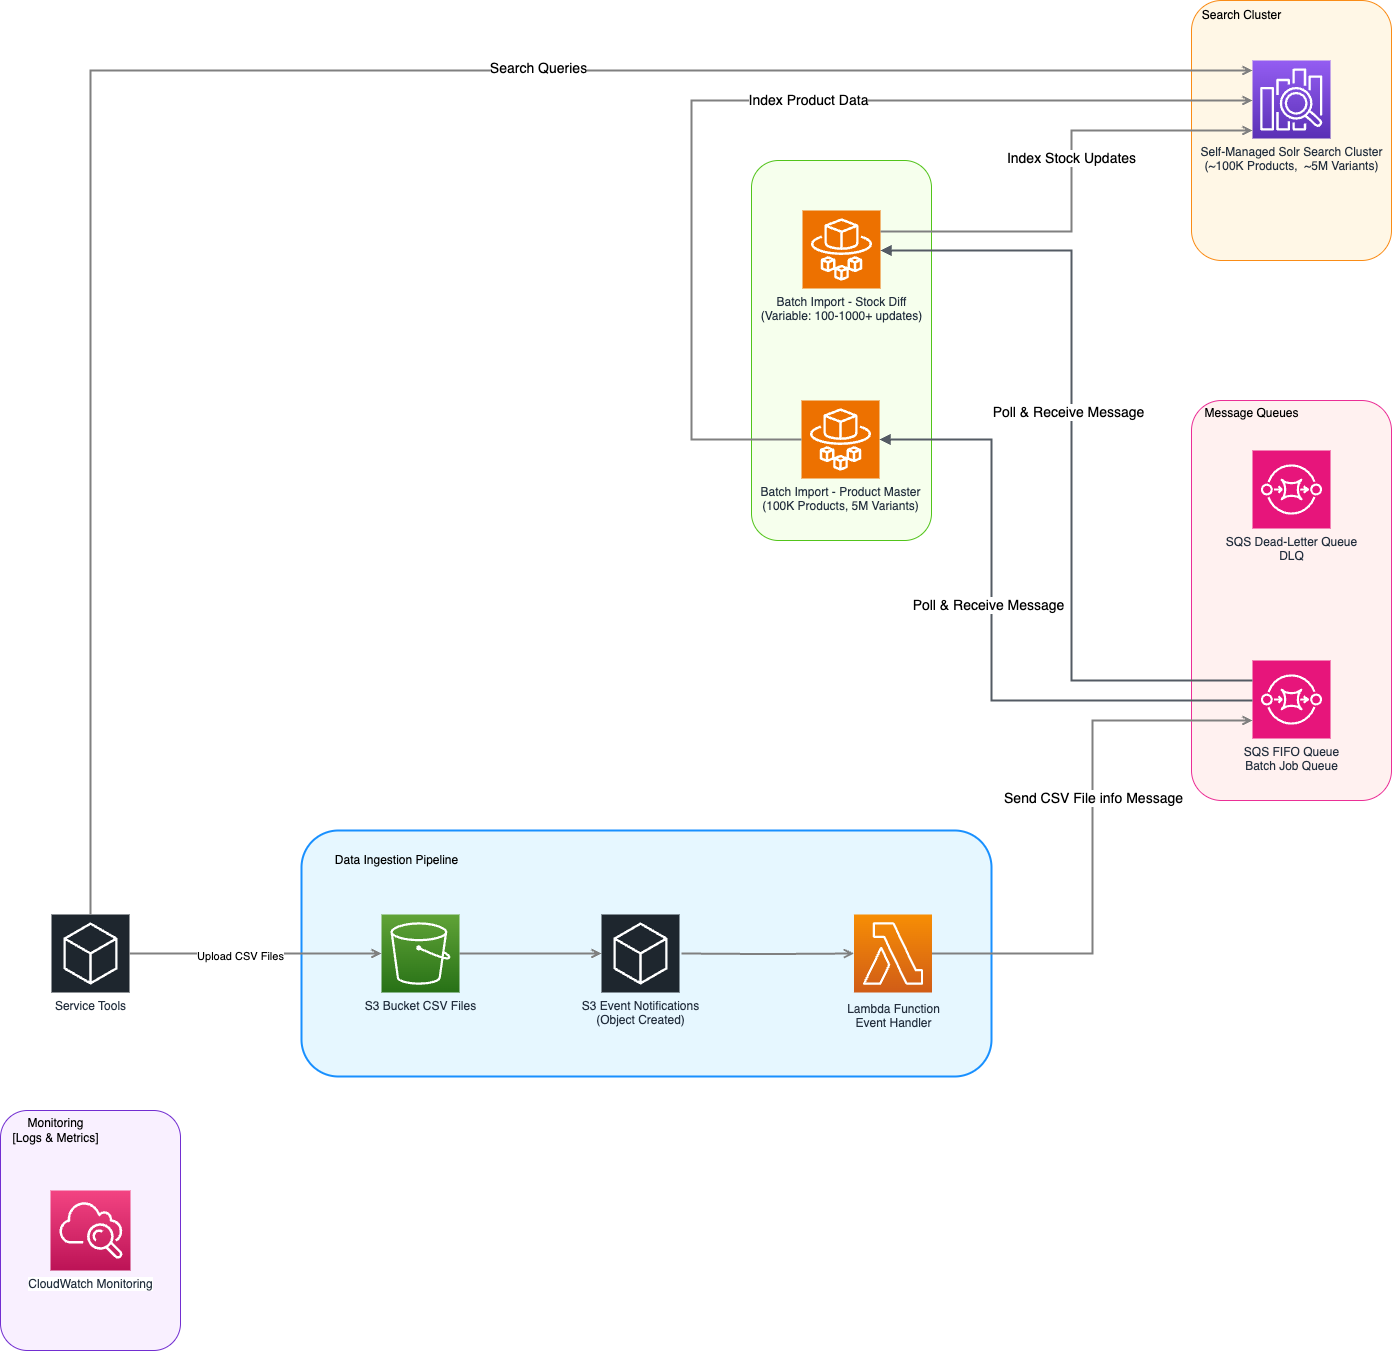 Search Cluster
Search Queries
Index Product Data
Index Stock Updates
Self-Managed Solr Search Cluster
(~100K Products,  ~5M Variants)
Batch Import - Stock Diff
(Variable: 100-1000+ updates)
Poll & Receive Message
Message Queues
Batch Import - Product Master
(100K Products, 5M Variants)
SQS Dead-Letter Queue
DLQ
Poll & Receive Message
SQS FIFO Queue
Batch Job Queue
Send CSV File info Message
Data Ingestion Pipeline
Upload CSV Files
Service Tools
S3 Bucket CSV Files
S3 Event Notifications
(Object Created)
Lambda Function
Event Handler
Monitoring
[Logs & Metrics]
CloudWatch Monitoring